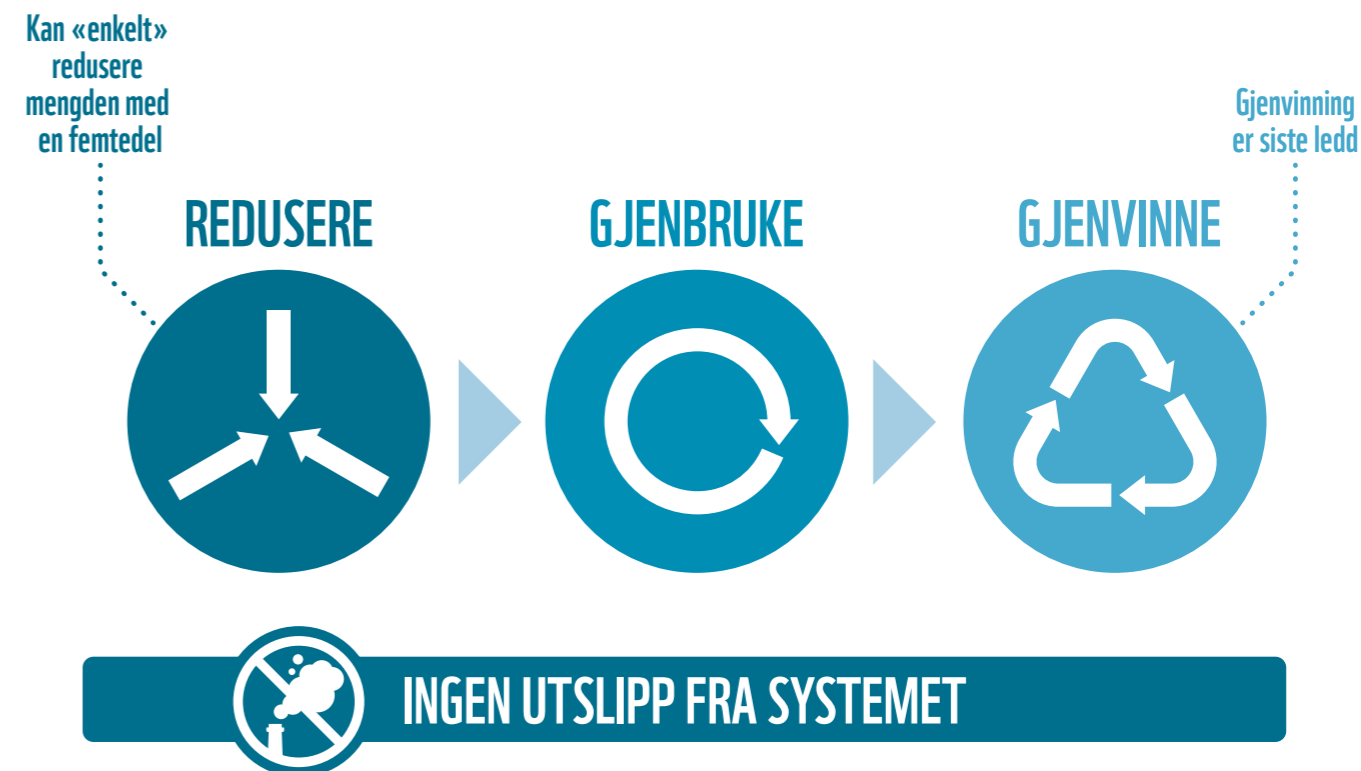 Kan «enkelt»
redusere
mengden med
en femtedel
Gjenvinning
er siste ledd
REDUSERE
GJENBRUKE
GJENVINNE
INGEN UTSLIPP FRA SYSTEMET